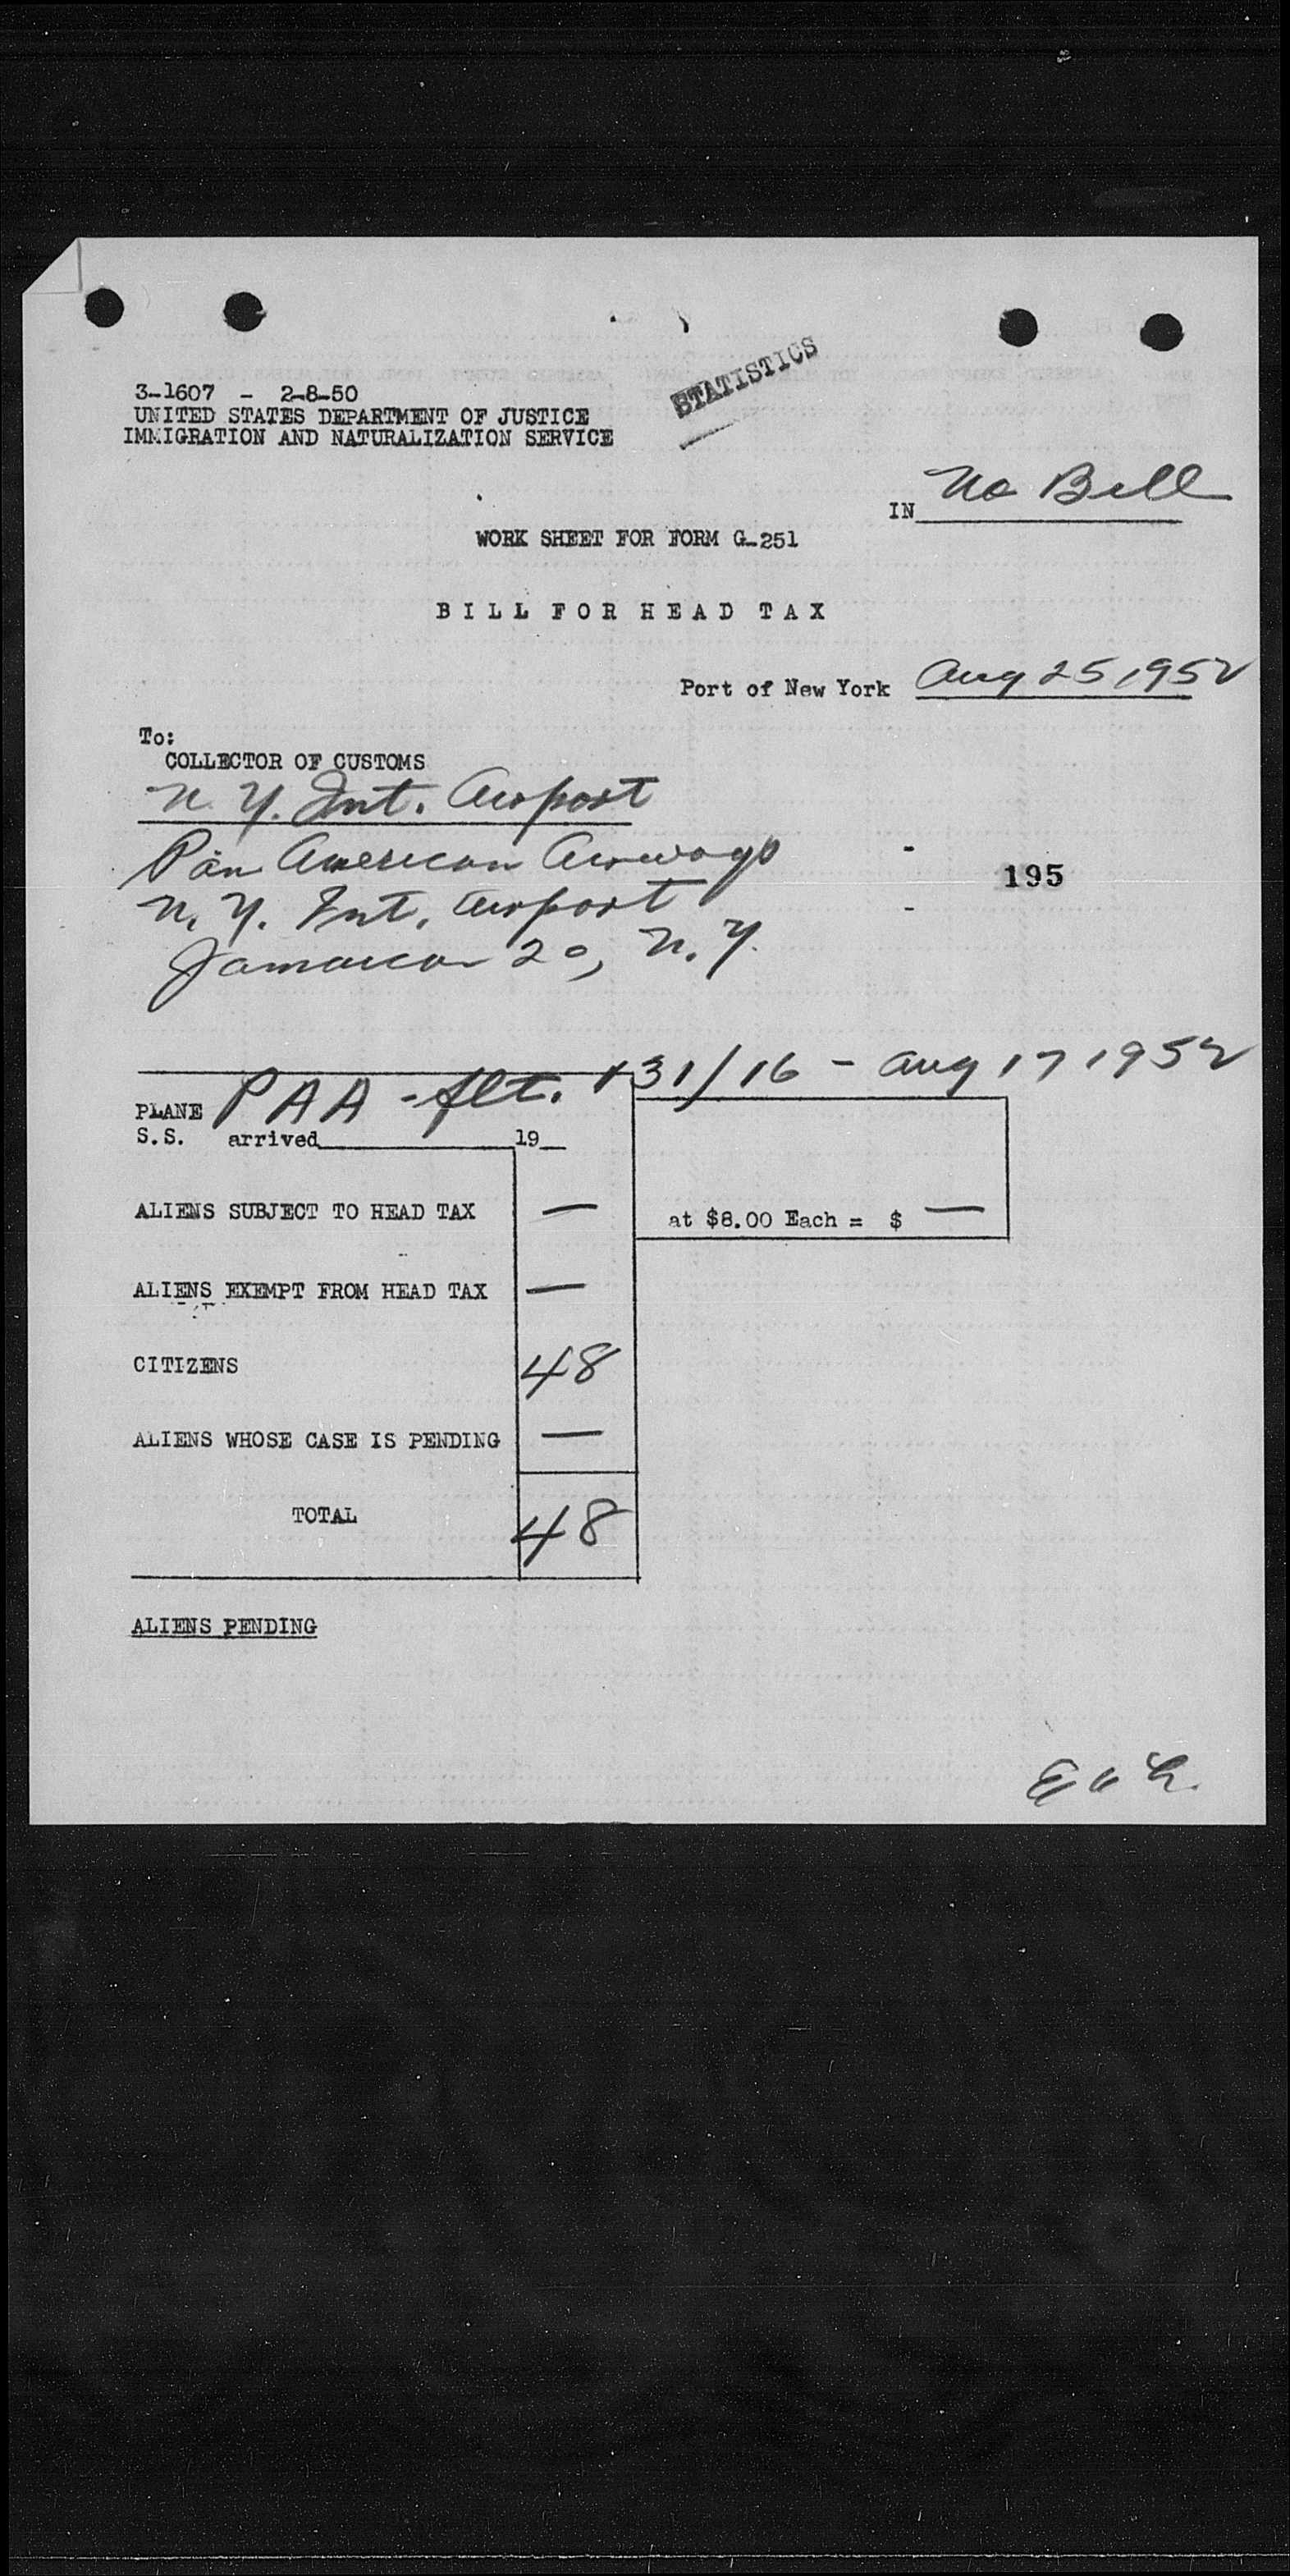 STATISTICS
3-1607 - 2-8-50
UNITED STATES DEPARTMENT OF JUSTICE
IMMIGRATION AND NATURALIZATION SERVICE
IN No Bill
WORK SHEET FOR FORM G-251
BILL FOR HEAD TAX
Port of New York Aug 25, 1952
To:
COLLECTOR OF CUSTOMS
N. Y. Int. Airport
Pan American Airways
195
N. Y. Int. Airport
Jamaica 20, N. Y.
PLANE PAA - flt. 131/16 - Aug 17 1952
S.S. arrived 19
ALIENS SUBJECT TO HEAD TAX — at $8.00 Each = $ —
ALIENS EXEMPT FROM HEAD TAX —
CITIZENS 48
ALIENS WHOSE CASE IS PENDING —
TOTAL 48
ALIENS PENDING